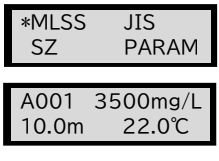 *MLSS JIS
SZ PARAM
A001 3500mg/L
10.0m 22.0℃